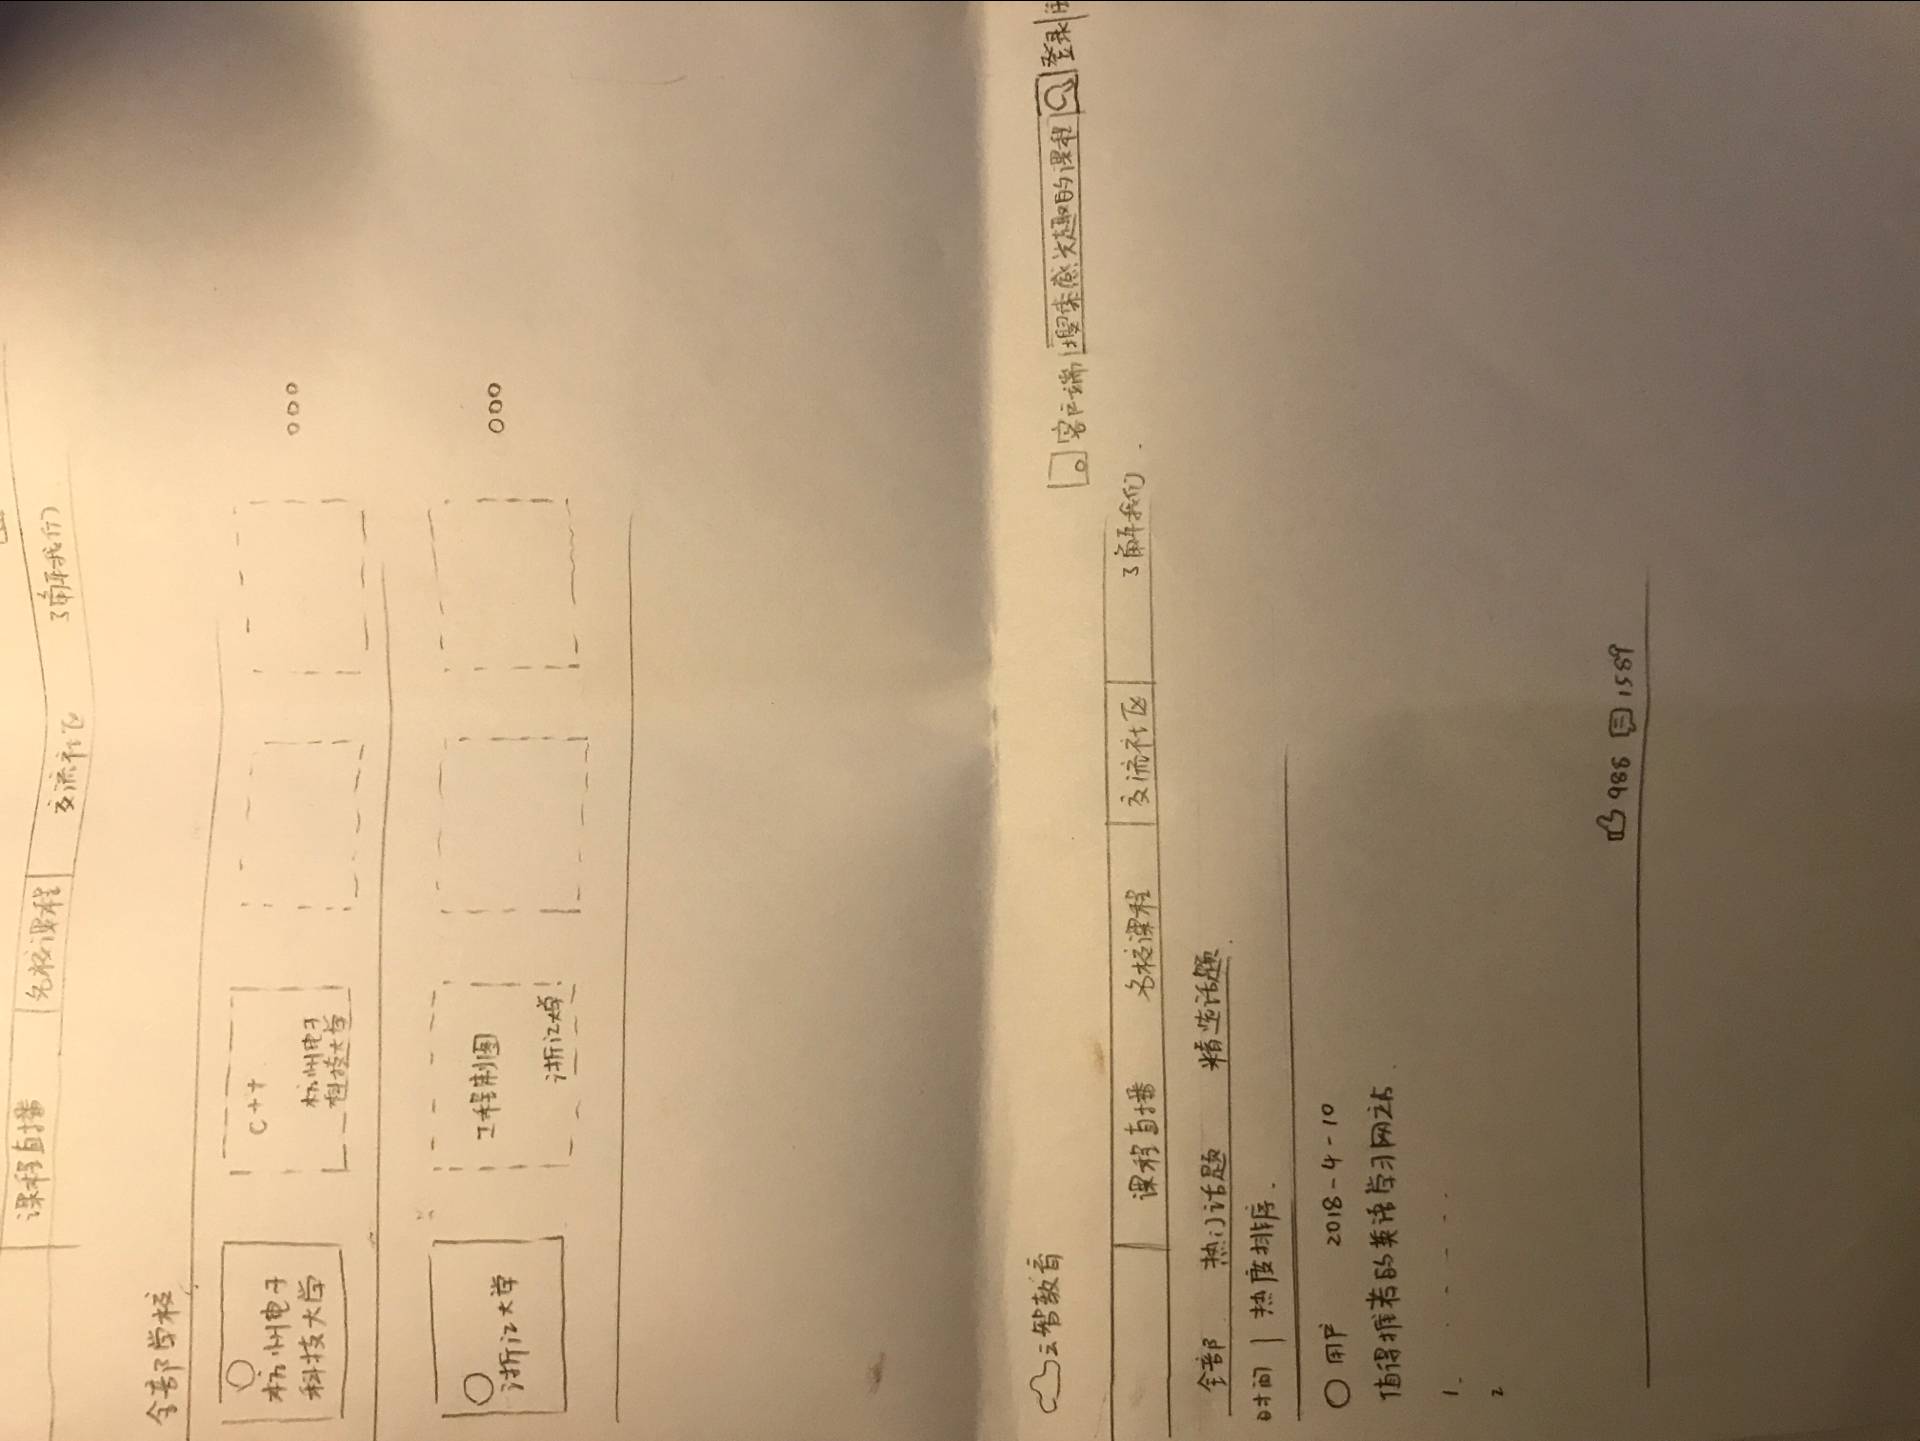 课程直播 名校课程 交流社区 了解我们
全部学校
杭州电子
科技大学
C++
杭州电子
科技大学
浙江大学
工程制图
浙江大学
云智教育 客户端 搜索感兴趣的课程 登录
课程直播 名校课程 交流社区 了解我们
全部 热门话题 精选话题
时间 | 热度排序
用户 2018-4-10
值得推荐的英语学习网站
1.
2
988 1589